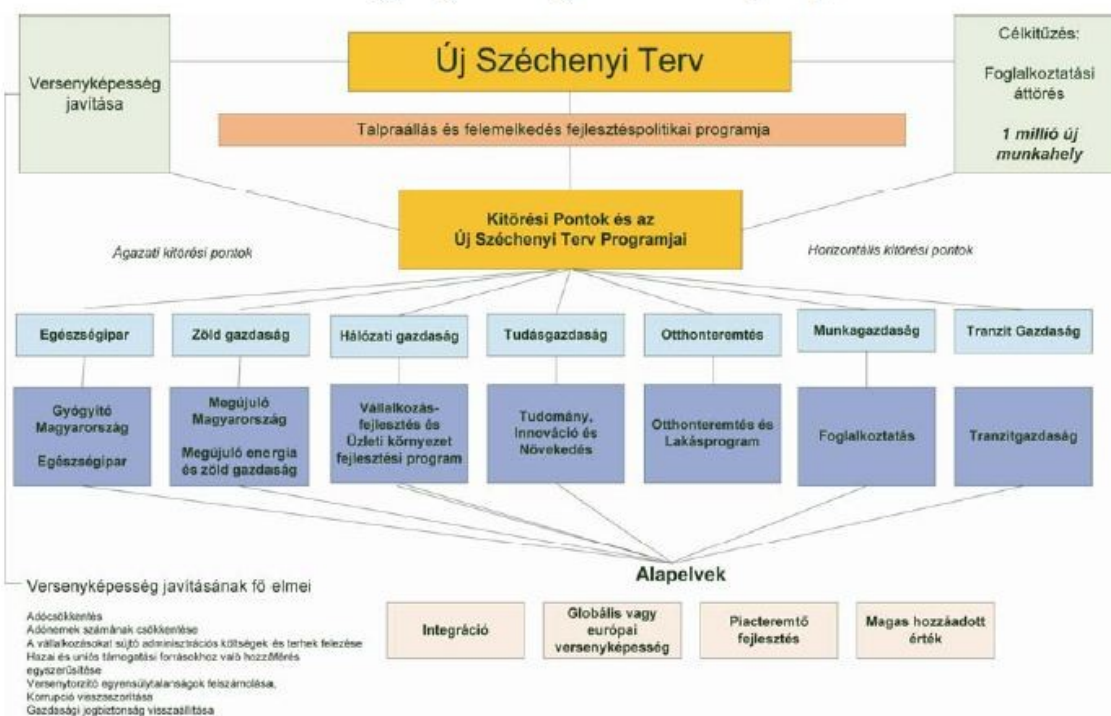 Új Széchenyi Terv
Versenyképesség
javítása
Célkitűzés:
Foglalkoztatási
áttörés
1 millió új
munkahely
Talpraállás és felemelkedés fejlesztéspolitikai programja
Kitörési Pontok és az
Új Széchenyi Terv Programjai
Ágazati kitörési pontok
Horizontális kitörési pontok
Egészségipar
Zöld gazdaság
Hálózati gazdaság
Tudásgazdaság
Otthonteremtés
Munkagazdaság
Tranzit Gazdaság
Gyógyító
Magyarország
Egészségipar
Megújuló
Magyarország
Megújuló energia
és zöld gazdaság
Vállalkozás-
fejlesztés és
Üzleti környezet
fejlesztési program
Tudomány,
Innováció és
Növekedés
Otthonteremtés és
Lakásprogram
Foglalkoztatás
Tranzitgazdaság
Versenyképesség javításának fő elmei
Adócsökkentés
Adónemek számának csökkentése
A vállalkozásokat sújtó adminisztrációs költségek és terhek felezése
Hazai és uniós támogatási forrásokhoz való hozzáférés
egyszerűsítése
Versenytorzító egyensúlytalanságok felszámolása,
Korrupció visszaszorítása
Gazdasági jogbiztonság visszaállítása
Alapelvek
Integráció
Globális vagy
európai
versenyképesség
Piacteremtő
fejlesztés
Magas hozzáadott
érték